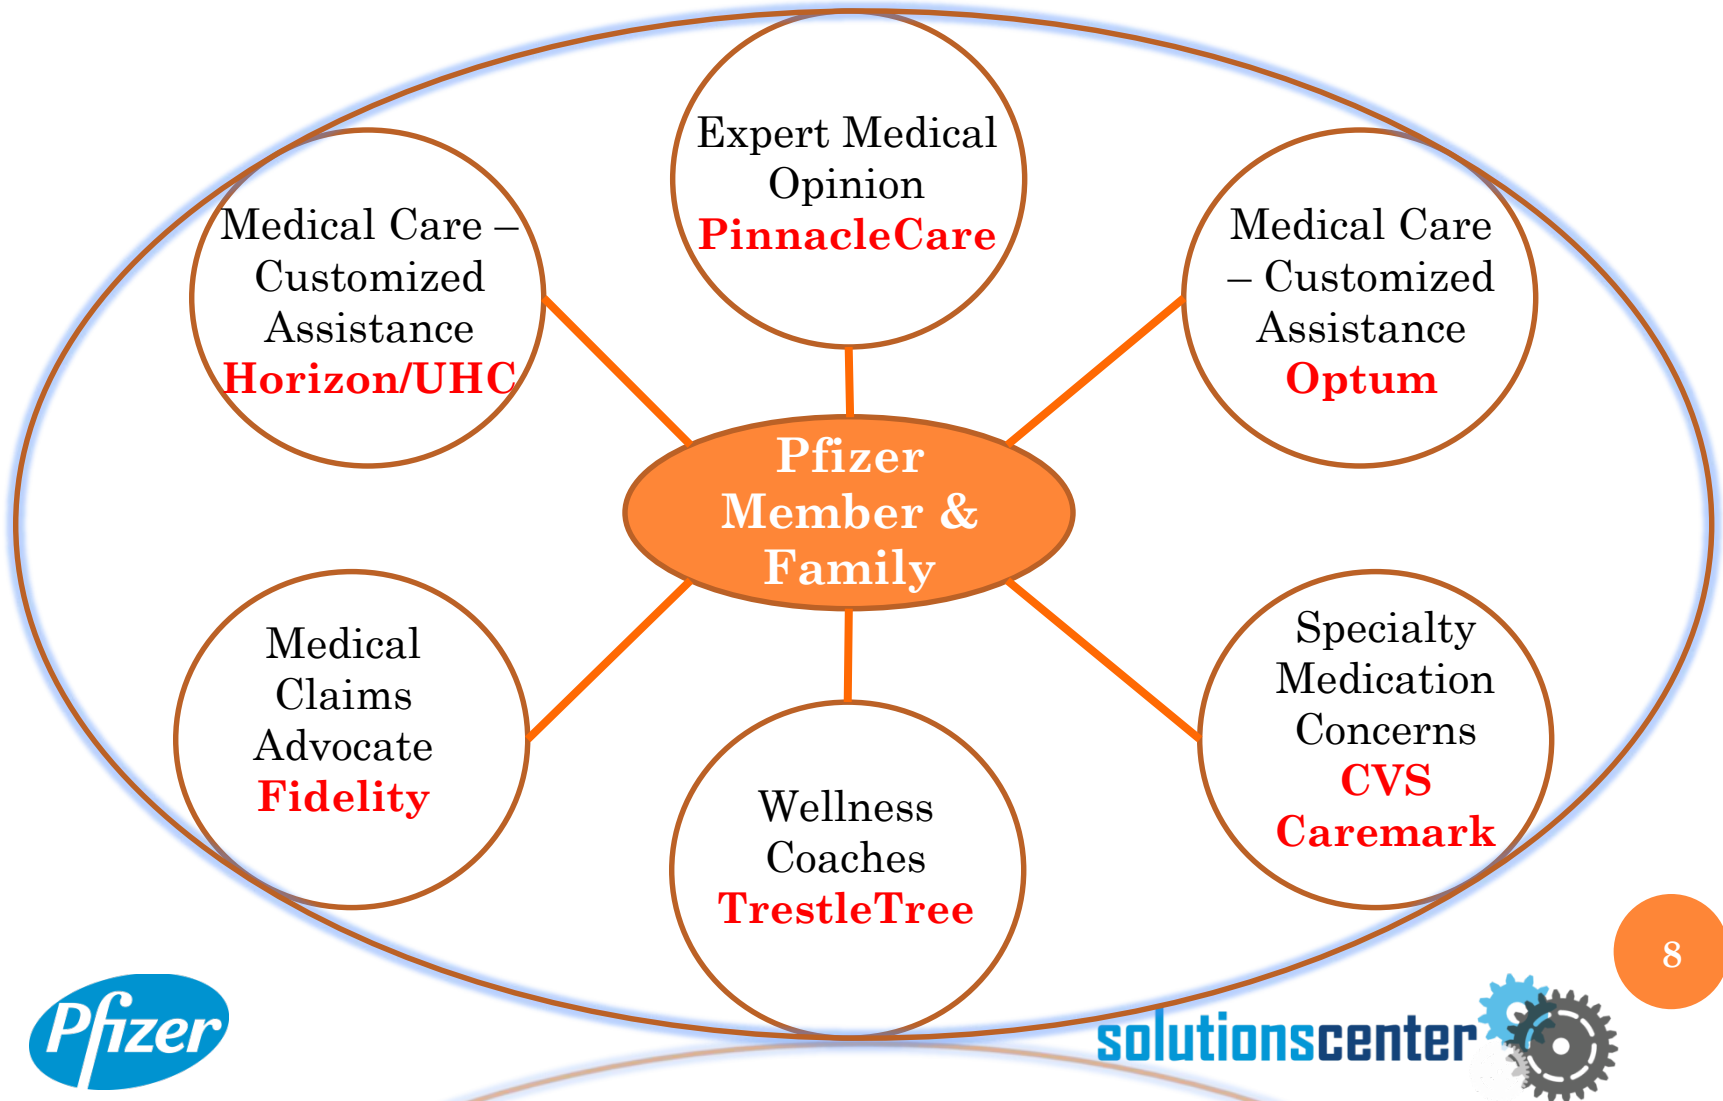 Expert Medical
Opinion
PinnacleCare
Medical Care –
Customized
Assistance
Horizon/UHC
Medical Care
– Customized
Assistance
Optum
Pfizer
Member &
Family
Medical
Claims
Advocate
Fidelity
Wellness
Coaches
TrestleTree
Specialty
Medication
Concerns
CVS
Caremark
8
Pfizer
solutionscenter